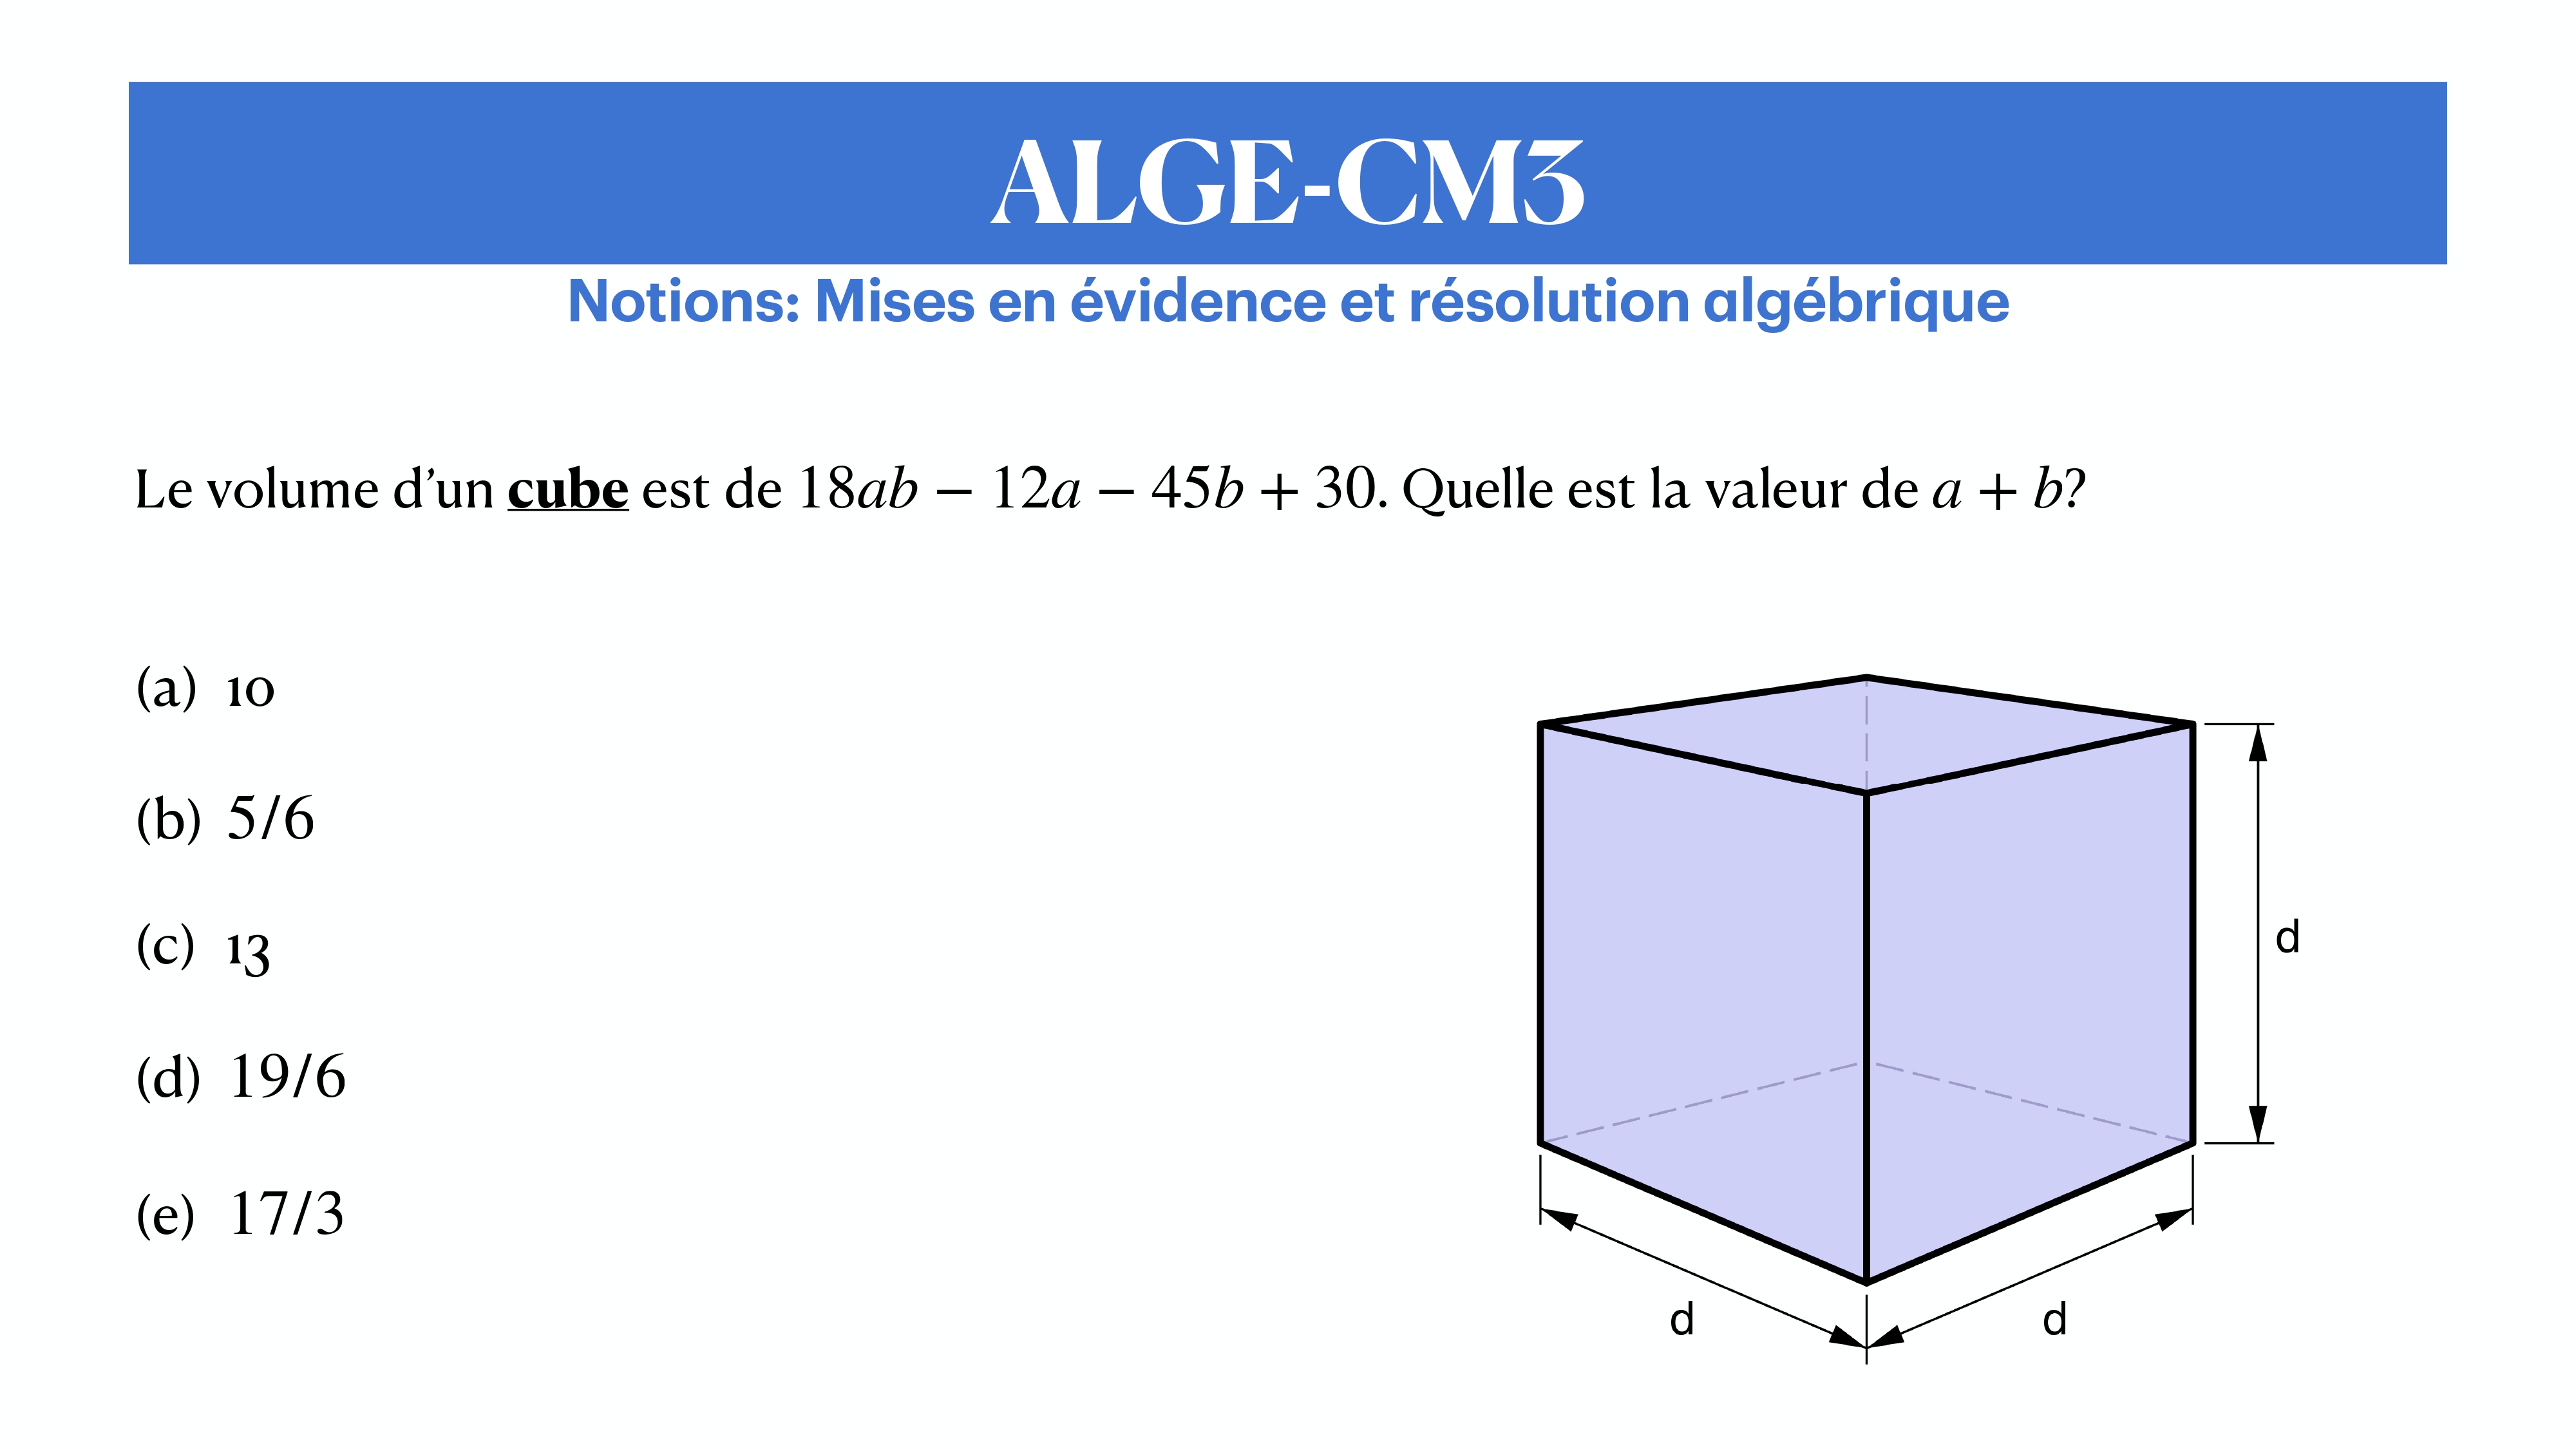 ALGE-CM3
Notions: Mises en évidence et résolution algébrique
Le volume d’un cube est de 18ab − 12a − 45b + 30. Quelle est la valeur de a + b?
(a) 10
(b) 5/6
(c) 13
(d) 19/6
(e) 17/3
d
d
d